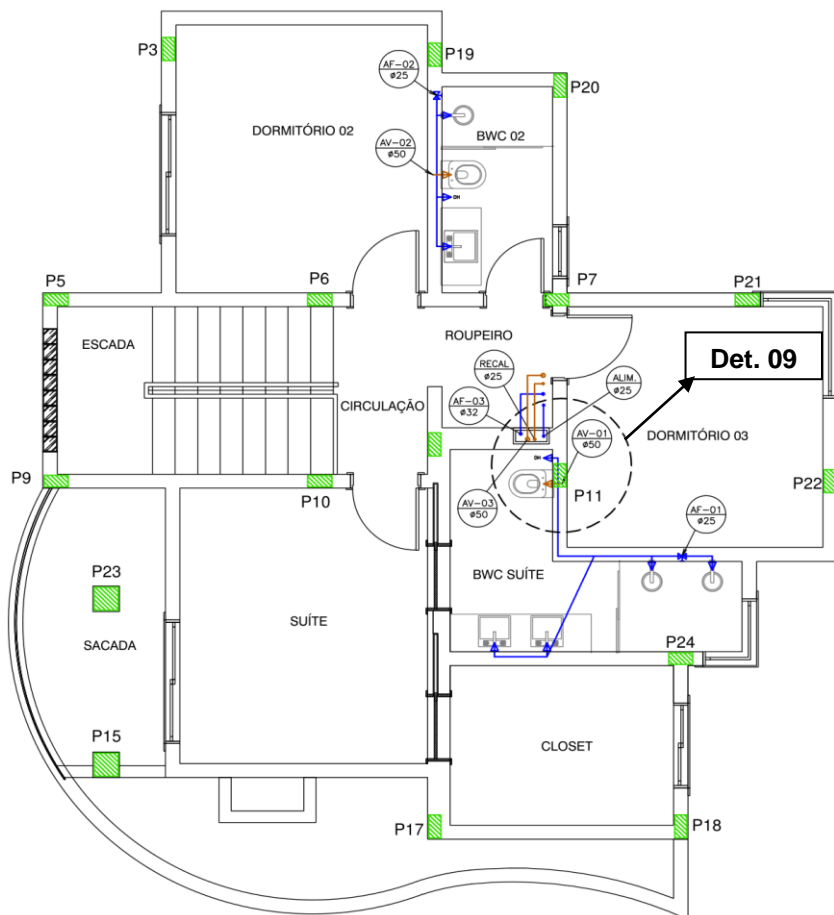 P3
P19
AF-02
ø25
P20
DORMITÓRIO 02
BWC 02
AV-02
ø50
DH
P5
P6
P7
P21
ESCADA
ROUPEIRO
RECAL
ø25
ALIM.
ø25
Det. 09
AF-03
ø32
CIRCULAÇÃO
AV-01
ø50
DORMITÓRIO 03
DH
P9
P10
AV-03
ø50
P11
P22
AF-01
ø25
P23
BWC SUÍTE
SUÍTE
SACADA
P24
P15
CLOSET
P17
P18